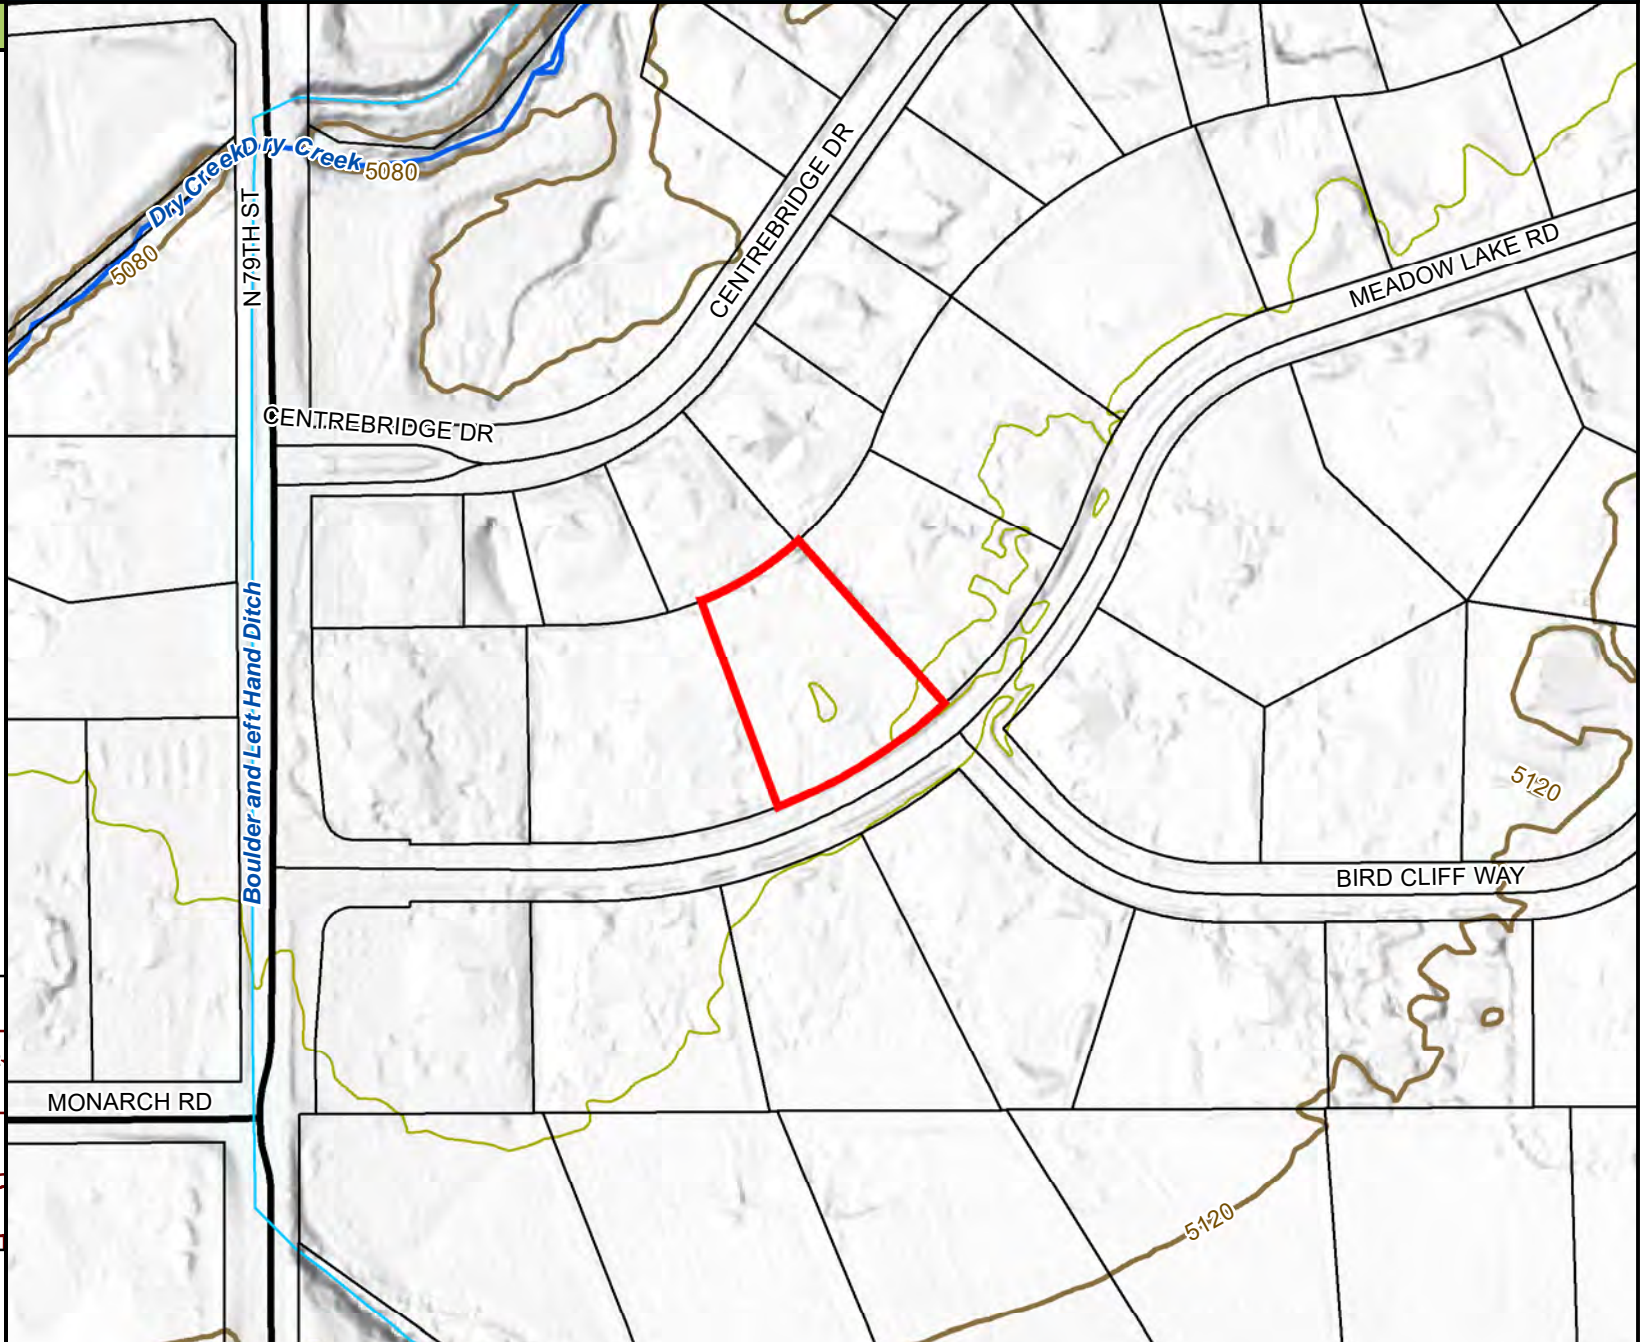 Dry Creek
Dry Creek
5080
5080
N 79TH ST
CENTREBRIDGE DR
CENTREBRIDGE DR
MEADOW LAKE RD
Boulder and Left Hand Ditch
5120
BIRD CLIFF WAY
MONARCH RD
5120